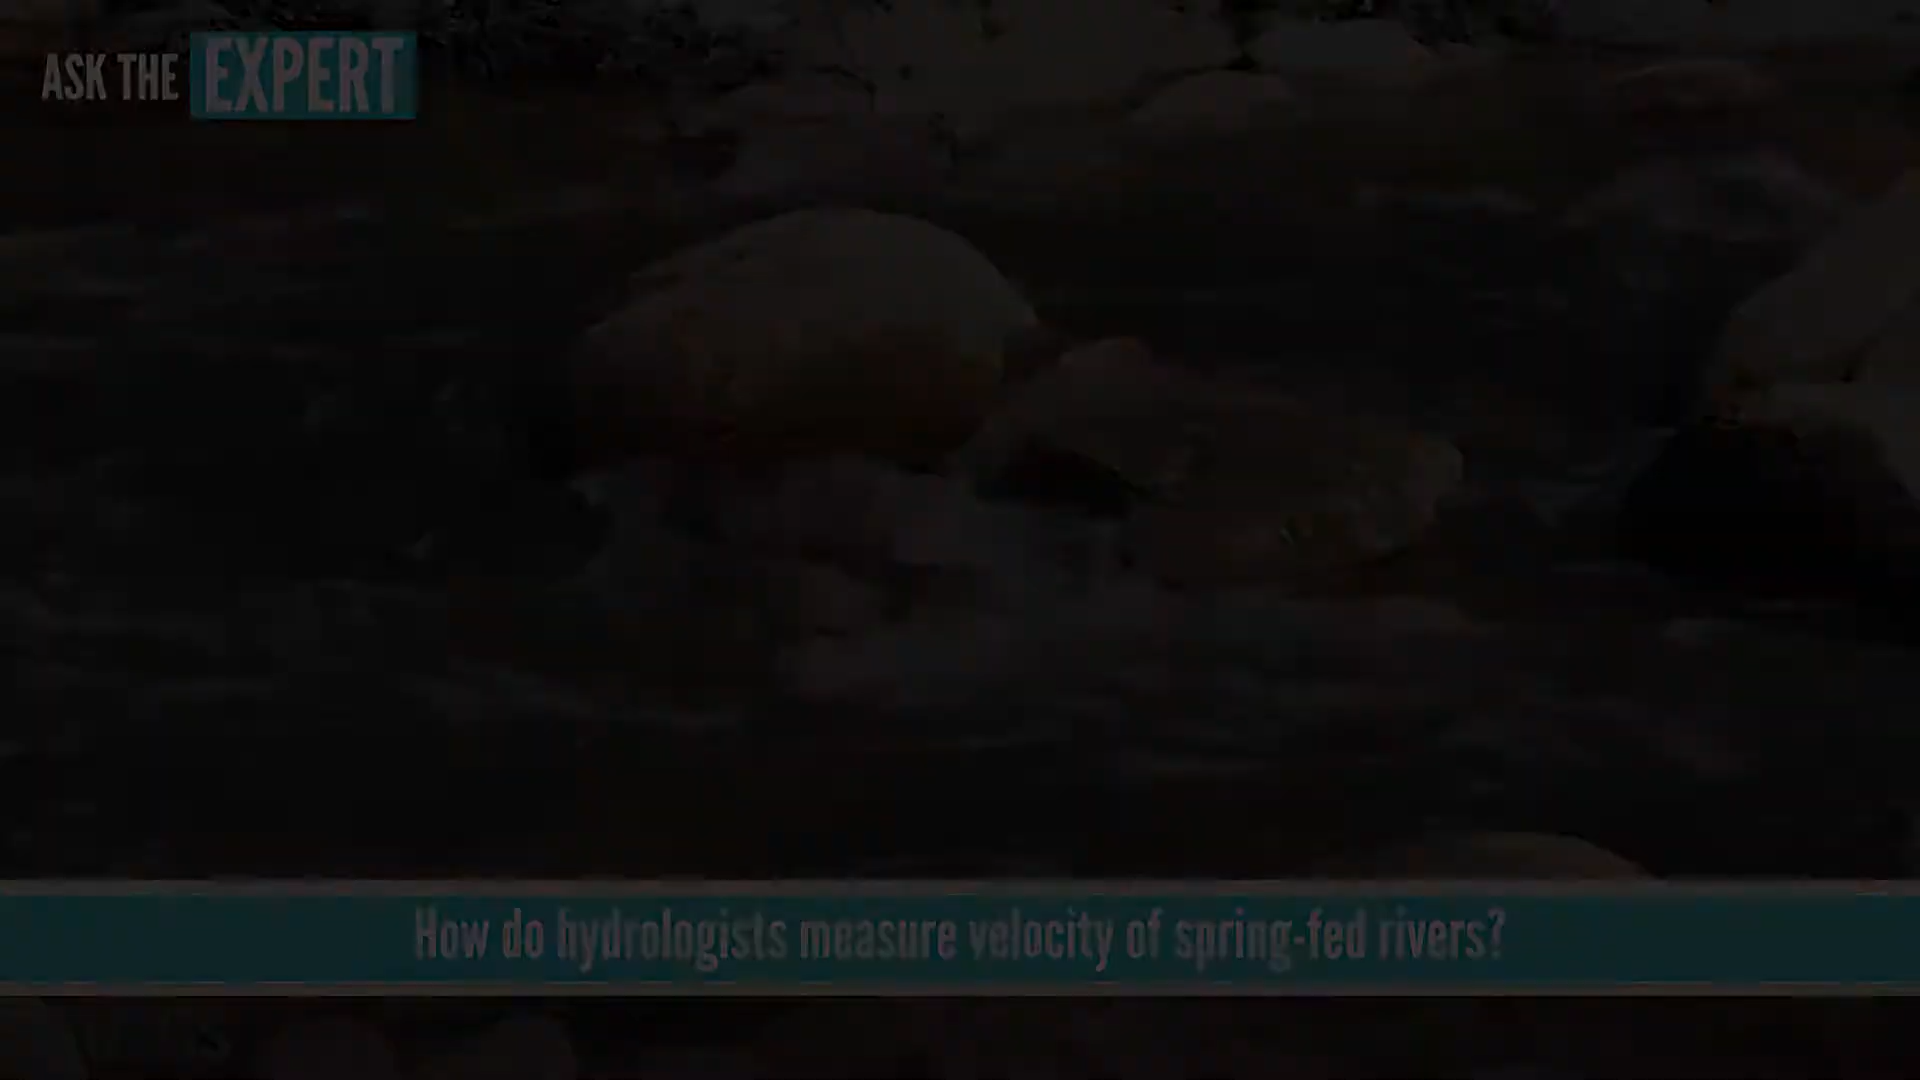 ASK THE EXPERT
How do hydrologists measure velocity of spring-fed rivers?